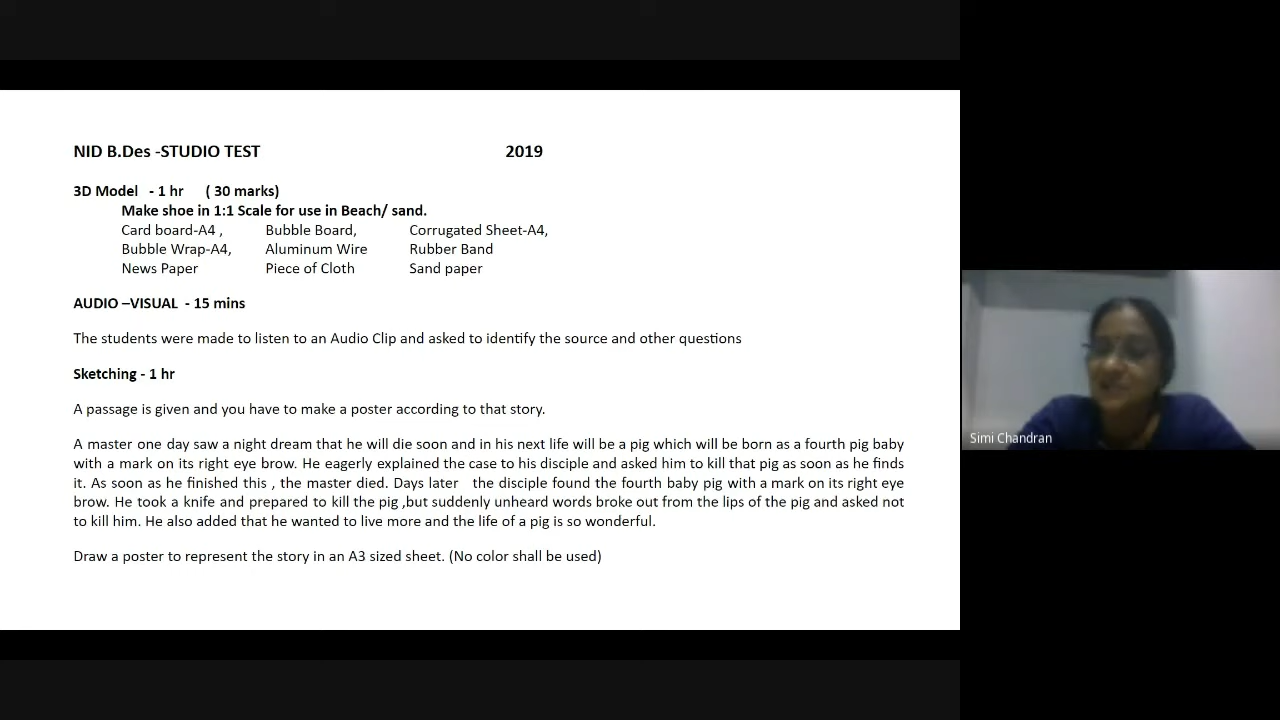 NID B.Des -STUDIO TEST 2019
3D Model - 1 hr ( 30 marks)
Make shoe in 1:1 Scale for use in Beach/ sand.
Card board-A4 , Bubble Board, Corrugated Sheet-A4,
Bubble Wrap-A4, Aluminum Wire Rubber Band
News Paper Piece of Cloth Sand paper
AUDIO –VISUAL - 15 mins
The students were made to listen to an Audio Clip and asked to identify the source and other questions
Sketching - 1 hr
A passage is given and you have to make a poster according to that story.
A master one day saw a night dream that he will die soon and in his next life will be a pig which will be born as a fourth pig baby
with a mark on its right eye brow. He eagerly explained the case to his disciple and asked him to kill that pig as soon as he finds
it. As soon as he finished this , the master died. Days later the disciple found the fourth baby pig with a mark on its right eye
brow. He took a knife and prepared to kill the pig ,but suddenly unheard words broke out from the lips of the pig and asked not
to kill him. He also added that he wanted to live more and the life of a pig is so wonderful.
Draw a poster to represent the story in an A3 sized sheet. (No color shall be used)
Simi Chandran